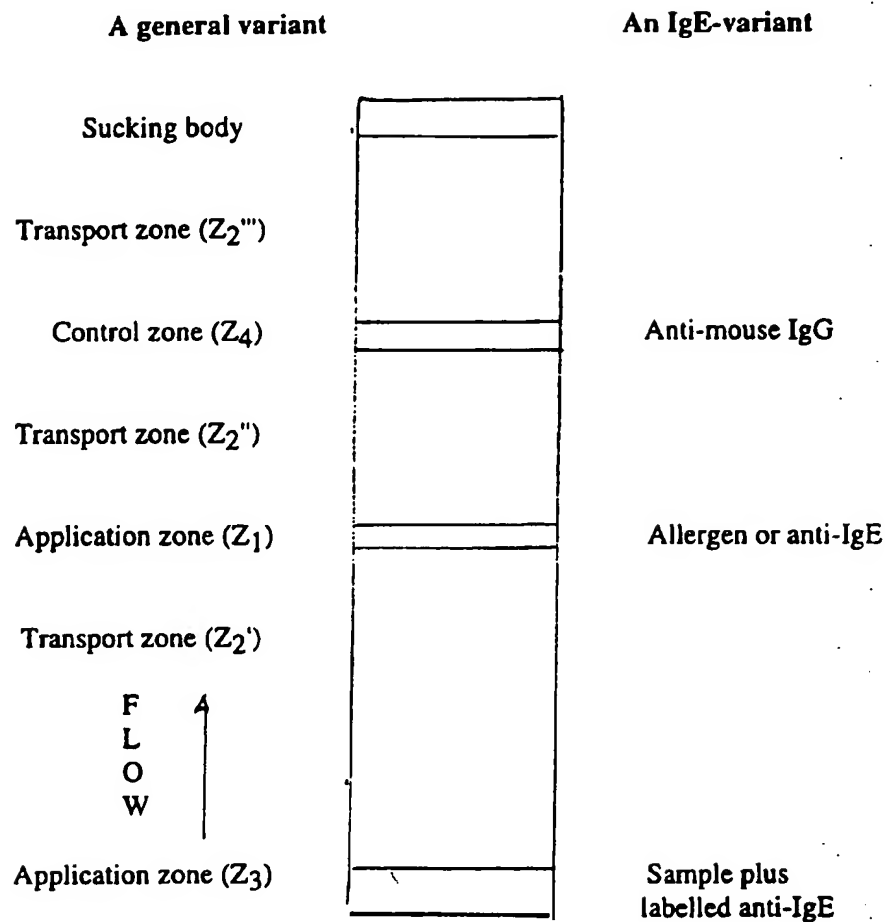 A general variant
An IgE-variant
Sucking body
Transport zone (Z2''')
Control zone (Z4)
Anti-mouse IgG
Transport zone (Z2'')
Application zone (Z1)
Allergen or anti-IgE
Transport zone (Z2')
F
L
O
W
Application zone (Z3)
Sample plus
labelled anti-IgE